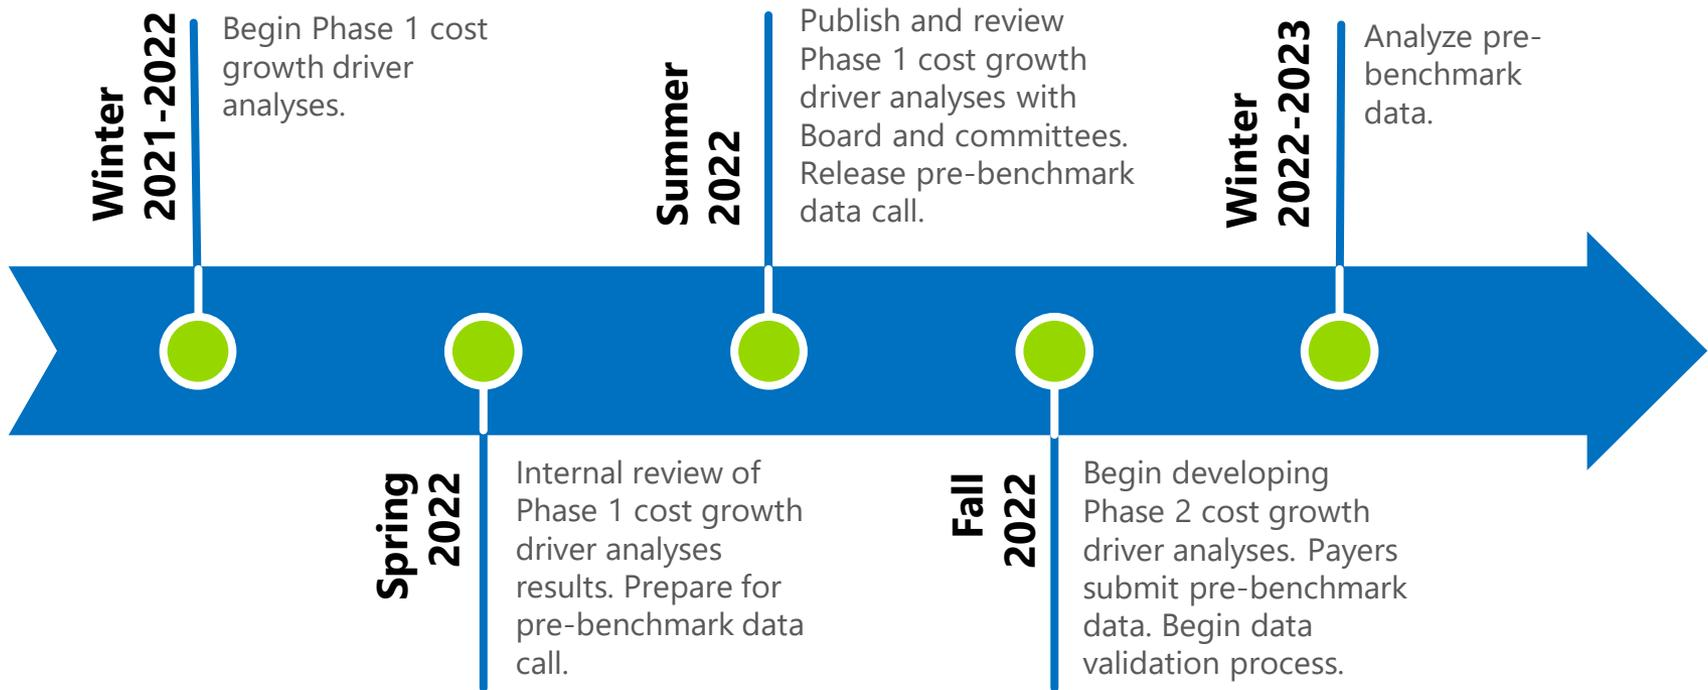 Winter
2021-2022
Begin Phase 1 cost
growth driver
analyses.
Spring
2022
Internal review of
Phase 1 cost growth
driver analyses
results. Prepare for
pre-benchmark data
call.
Summer
2022
Publish and review
Phase 1 cost growth
driver analyses with
Board and committees.
Release pre-benchmark
data call.
Fall
2022
Begin developing
Phase 2 cost growth
driver analyses. Payers
submit pre-benchmark
data. Begin data
validation process.
Winter
2022-2023
Analyze pre-
benchmark
data.